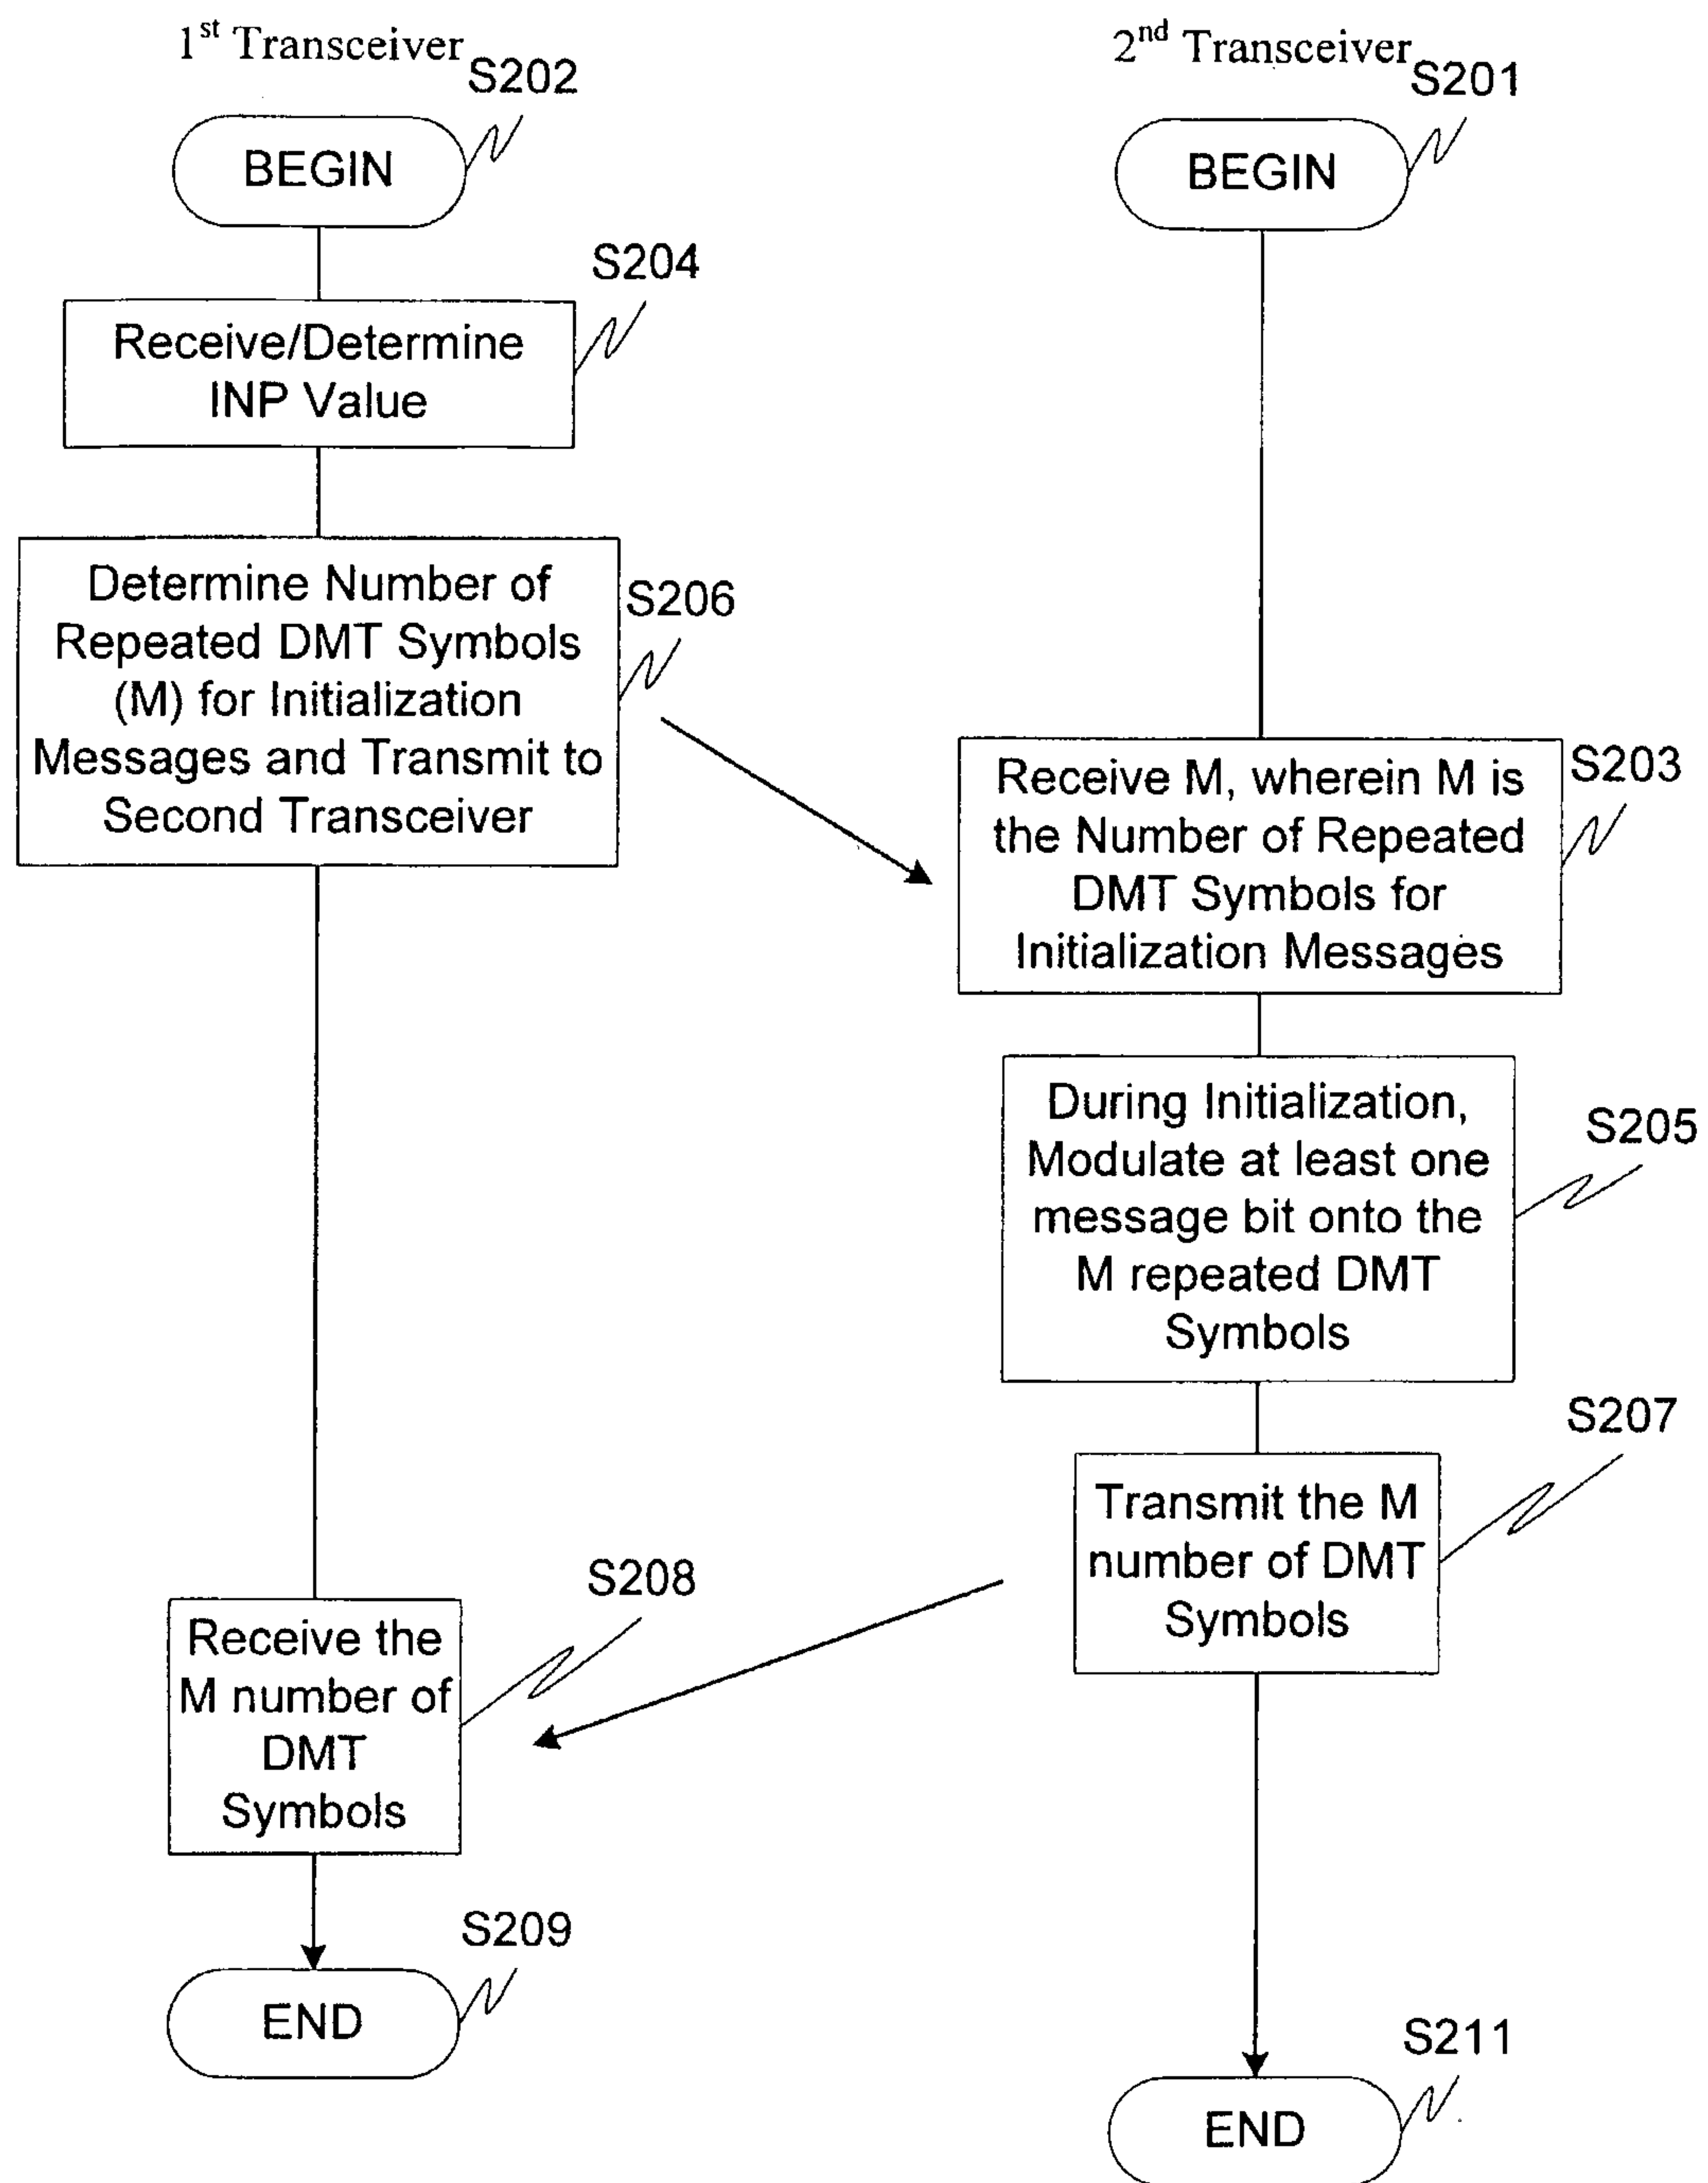 1st Transceiver
S202
BEGIN
S204
Receive/Determine
INP Value
Determine Number of
Repeated DMT Symbols
(M) for Initialization
Messages and Transmit to
Second Transceiver
S206
2nd Transceiver
S201
BEGIN
Receive M, wherein M is
the Number of Repeated
DMT Symbols for
Initialization Messages
S203
During Initialization,
Modulate at least one
message bit onto the
M repeated DMT
Symbols
S205
S207
Transmit the M
number of DMT
Symbols
S208
Receive the
M number of
DMT
Symbols
S209
END
S211
END